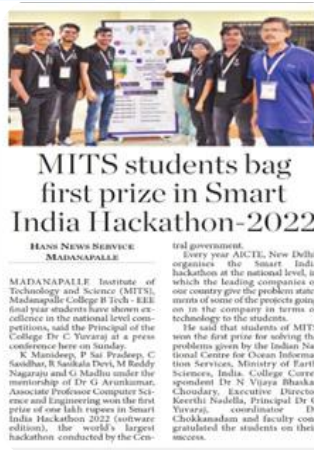 MITS students bag
first prize in Smart
India Hackathon-2022
HANS NEWS SERVICE
MADANAPALLE
MADANAPALLE Institute of
Technology and Science (MITS),
Madanapalle College B Tech - EEE
final year students have shown ex-
cellence in the national level com-
petitions, said the Principal of the
College Dr C Yuvaraj at a press
conference here on Sunday.
K Manideep, P Sai Pradeep, C
Sasidhar, R Sasikala Devi, M Reddy
Nagaraju and G Madhu under the
mentorship of Dr G Arunkumar,
Associate Professor Computer Sci-
ence and Engineering won the first
prize of one lakh rupees in Smart
India Hackathon 2022 (software
edition), the world's largest
hackathon conducted by the Cen-
tral government.
Every year AICTE, New Delhi
organises the Smart India
hackathon at the national level, in
which the leading companies o
our country give the problem state
ments of some of the projects going
on in the company in terms o
technology to the students.
He said that students of MITS
won the first prize for solving th
problems given by the Indian Na
tional Centre for Ocean Informa
tion Services, Ministry of Earth
Sciences, India. College Corre
spondent Dr N Vijaya Bhaska
Choudary, Executive Directo
Keerthi Nadella, Principal Dr C
Yuvaraj, coordinator D
Chokkanadam and faculty con
gratulated the students on thei
success.